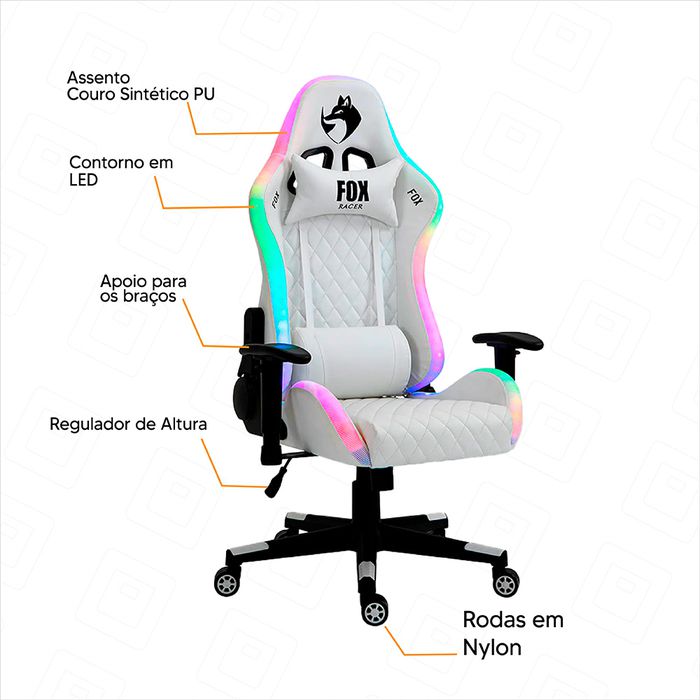 Assento
Couro Sintético PU
Contorno em
LED
FOX
RACER
FOX
FOX
Apoio para
os braços
Regulador de Altura
Rodas em
Nylon